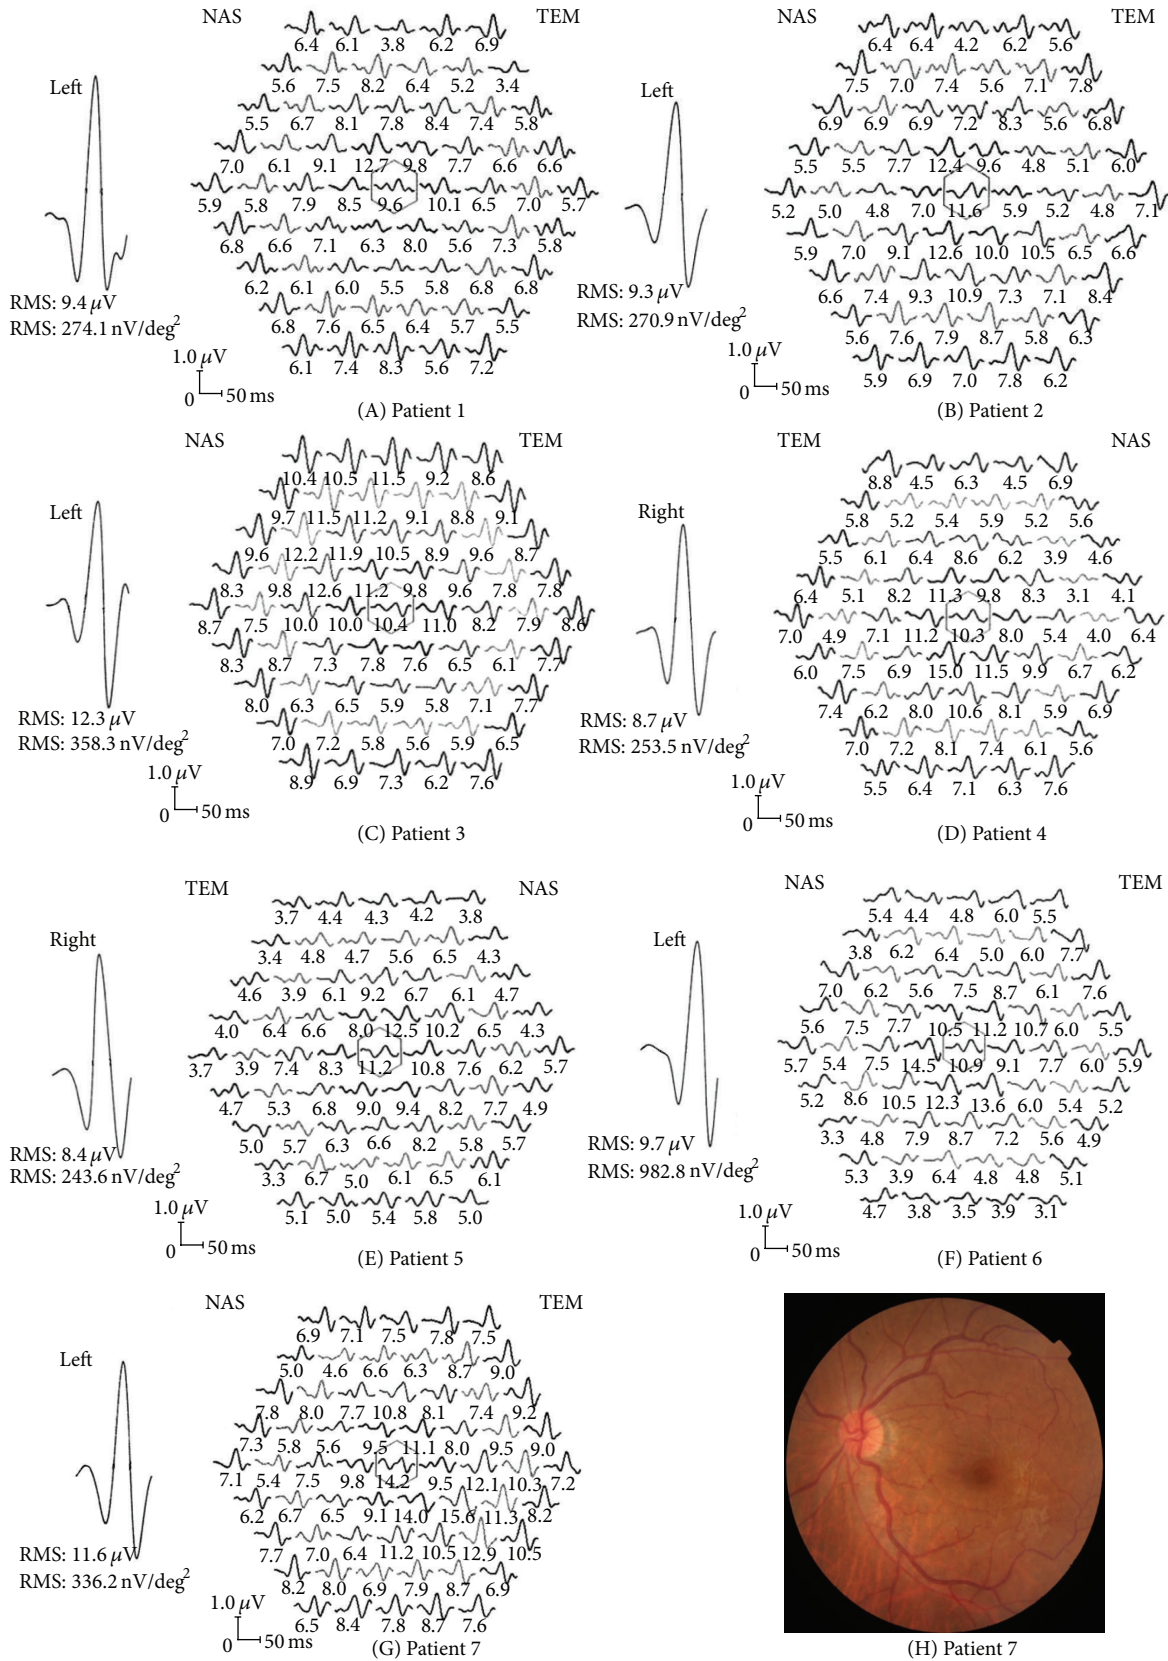 NAS TEM
Left
6.4 6.1 3.8 6.2 6.9
5.6 7.5 8.2 6.4 5.2 3.4
5.5 6.7 8.1 7.8 8.4 7.4 5.8
7.0 6.1 9.1 12.7 9.8 7.7 6.6 6.6
5.9 5.8 7.9 8.5 9.6 10.1 6.5 7.0 5.7
6.8 6.6 7.1 6.3 8.0 5.6 7.3 5.8
6.2 6.1 6.0 5.5 5.8 6.8 6.8
6.8 7.6 6.5 6.4 5.7 5.5
6.1 7.4 8.3 5.6 7.2
RMS: 9.4 μV
RMS: 274.1 nV/deg²
1.0 μV
0 50 ms
(A) Patient 1
NAS TEM
Left
6.4 6.4 4.2 6.2 5.6
7.5 7.0 7.4 5.6 7.1 7.8
6.9 6.9 6.9 7.2 8.3 5.6 6.8
5.5 5.5 7.7 12.4 9.6 4.8 5.1 6.0
5.2 5.0 4.8 7.0 11.6 5.9 5.2 4.8 7.1
5.9 7.0 9.1 12.6 10.0 10.5 6.5 6.6
6.6 7.4 9.3 10.9 7.3 7.1 8.4
5.6 7.6 7.9 8.7 5.8 6.3
5.9 6.9 7.0 7.8 6.2
RMS: 9.3 μV
RMS: 270.9 nV/deg²
1.0 μV
0 50 ms
(B) Patient 2
NAS TEM
Left
10.4 10.5 11.5 9.2 8.6
9.7 11.5 11.2 9.1 8.8 9.1
9.6 12.2 11.9 10.5 8.9 9.6 8.7
8.3 9.8 12.6 11.2 9.8 9.6 7.8 7.8
8.7 7.5 10.0 10.0 10.4 11.0 8.2 7.9 8.6
8.3 8.7 7.3 7.8 7.6 6.5 6.1 7.7
8.0 6.3 6.5 5.9 5.8 7.1 7.7
7.0 7.2 5.8 5.6 5.9 6.5
8.9 6.9 7.3 6.2 7.6
RMS: 12.3 μV
RMS: 358.3 nV/deg²
1.0 μV
0 50 ms
(C) Patient 3
TEM NAS
Right
8.8 4.5 6.3 4.5 6.9
5.8 5.2 5.4 5.9 5.2 5.6
5.5 6.1 6.4 8.6 6.2 3.9 4.6
6.4 5.1 8.2 11.3 9.8 8.3 3.1 4.1
7.0 4.9 7.1 11.2 10.3 8.0 5.4 4.0 6.4
6.0 7.5 6.9 15.0 11.5 9.9 6.7 6.2
7.4 6.2 8.0 10.6 8.1 5.9 6.9
7.0 7.2 8.1 7.4 6.1 5.6
5.5 6.4 7.1 6.3 7.6
RMS: 8.7 μV
RMS: 253.5 nV/deg²
1.0 μV
0 50 ms
(D) Patient 4
TEM NAS
Right
3.7 4.4 4.3 4.2 3.8
3.4 4.8 4.7 5.6 6.5 4.3
4.6 3.9 6.1 9.2 6.7 6.1 4.7
4.0 6.4 6.6 8.0 12.5 10.2 6.5 4.3
3.7 3.9 7.4 8.3 11.2 10.8 7.6 6.2 5.7
4.7 5.3 6.8 9.0 9.4 8.2 7.7 4.9
5.0 5.7 6.3 6.6 8.2 5.8 5.7
3.3 6.7 5.0 6.1 6.5 6.1
5.1 5.0 5.4 5.8 5.0
RMS: 8.4 μV
RMS: 243.6 nV/deg²
1.0 μV
0 50 ms
(E) Patient 5
NAS TEM
Left
5.4 4.4 4.8 6.0 5.5
3.8 6.2 6.4 5.0 6.0 7.7
7.0 6.2 5.6 7.5 8.7 6.1 7.6
5.6 7.5 7.7 10.5 11.2 10.7 6.0 5.5
5.7 5.4 7.5 14.5 10.9 9.1 7.7 6.0 5.9
5.2 8.6 10.5 12.3 13.6 6.0 5.4 5.2
3.3 4.8 7.9 8.7 7.2 5.6 4.9
5.3 3.9 6.4 4.8 4.8 5.1
4.7 3.8 3.5 3.9 3.1
RMS: 9.7 μV
RMS: 982.8 nV/deg²
1.0 μV
0 50 ms
(F) Patient 6
NAS TEM
Left
6.9 7.1 7.5 7.8 7.5
5.0 4.6 6.6 6.3 8.7 9.0
7.8 8.0 7.7 10.8 8.1 7.4 9.2
7.3 5.8 5.6 9.5 11.1 8.0 9.5 9.0
7.1 5.4 7.5 9.8 14.2 9.5 12.1 10.3 7.2
6.2 6.7 6.5 9.1 14.0 15.6 11.3 8.2
7.7 7.0 6.4 11.2 10.5 12.9 10.5
8.2 8.0 6.9 7.9 8.7 6.9
6.5 8.4 7.8 8.7 7.6
RMS: 11.6 μV
RMS: 336.2 nV/deg²
1.0 μV
0 50 ms
(G) Patient 7
(H) Patient 7